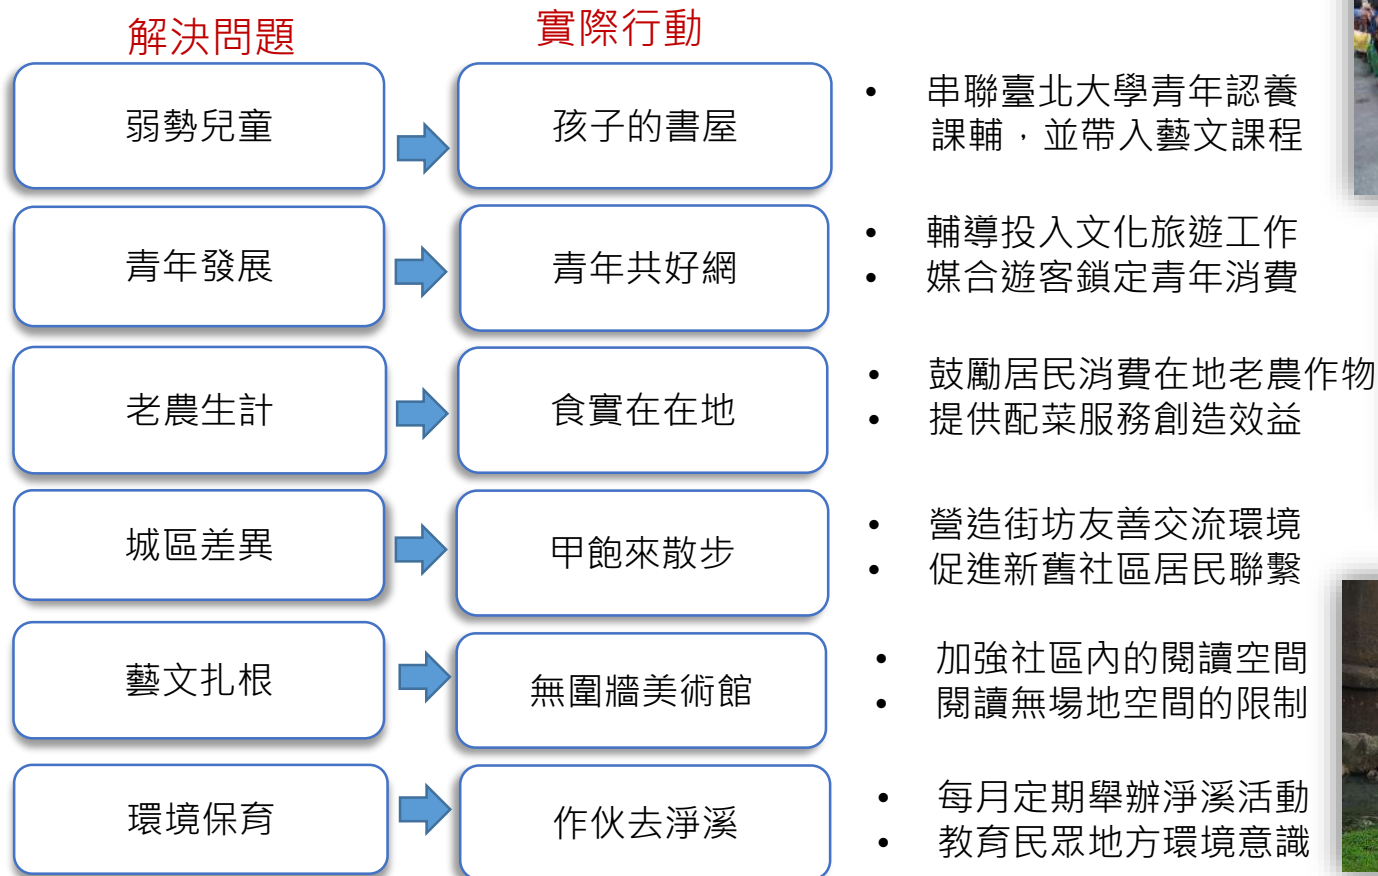 解決問題
實際行動
弱勢兒童
孩子的書屋
• 串聯臺北大學青年認養
課輔，並帶入藝文課程
青年發展
青年共好網
• 輔導投入文化旅遊工作
• 媒合遊客鎖定青年消費
老農生計
食實在在地
• 鼓勵居民消費在地老農作物
• 提供配菜服務創造效益
城區差異
甲飽來散步
• 營造街坊友善交流環境
• 促進新舊社區居民聯繫
藝文扎根
無圍牆美術館
• 加強社區內的閱讀空間
• 閱讀無場地空間的限制
環境保育
作伙去淨溪
• 每月定期舉辦淨溪活動
• 教育民眾地方環境意識